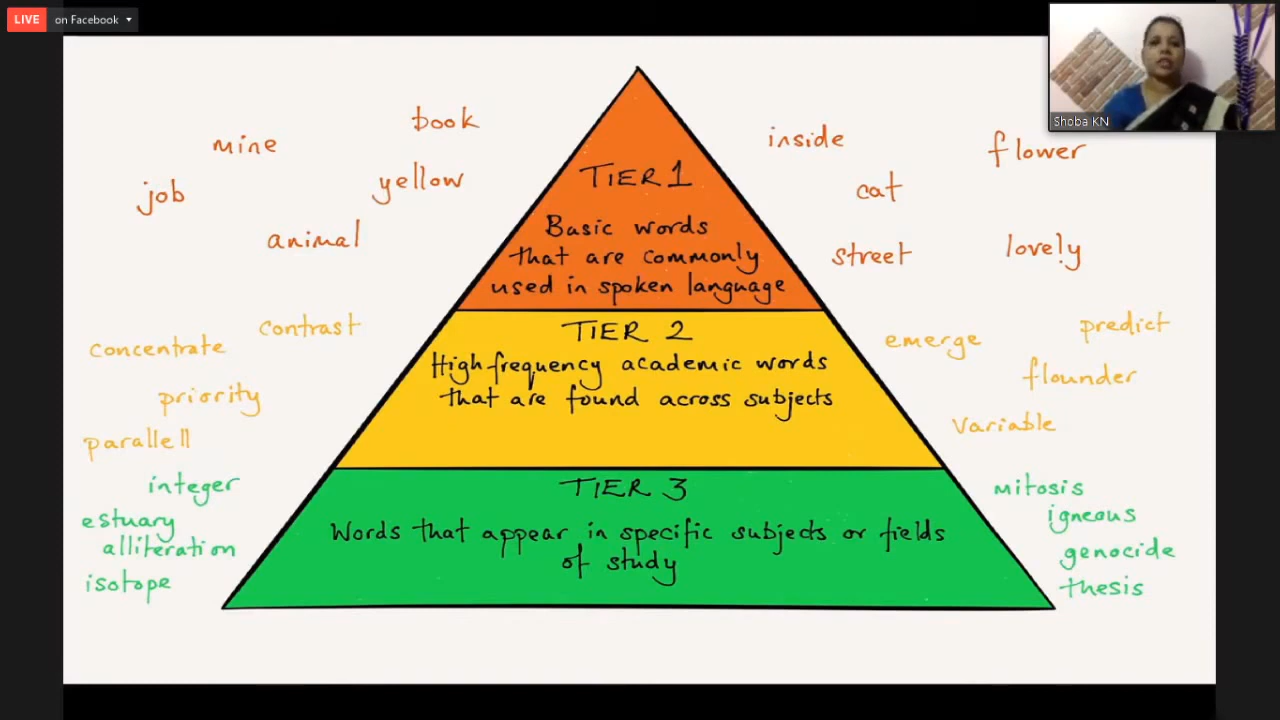 LIVE on Facebook
Shoba KN
book
mine
job
yellow
animal
inside
flower
cat
street
lovely
TIER 1
Basic words
that are commonly
used in spoken language
contrast
concentrate
priority
parallell
TIER 2
High frequency academic words
that are found across subjects
emerge
predict
flounder
variable
integer
estuary
alliteration
isotope
TIER 3
Words that appear in specific subjects or fields
of study
mitosis
igneous
genocide
thesis